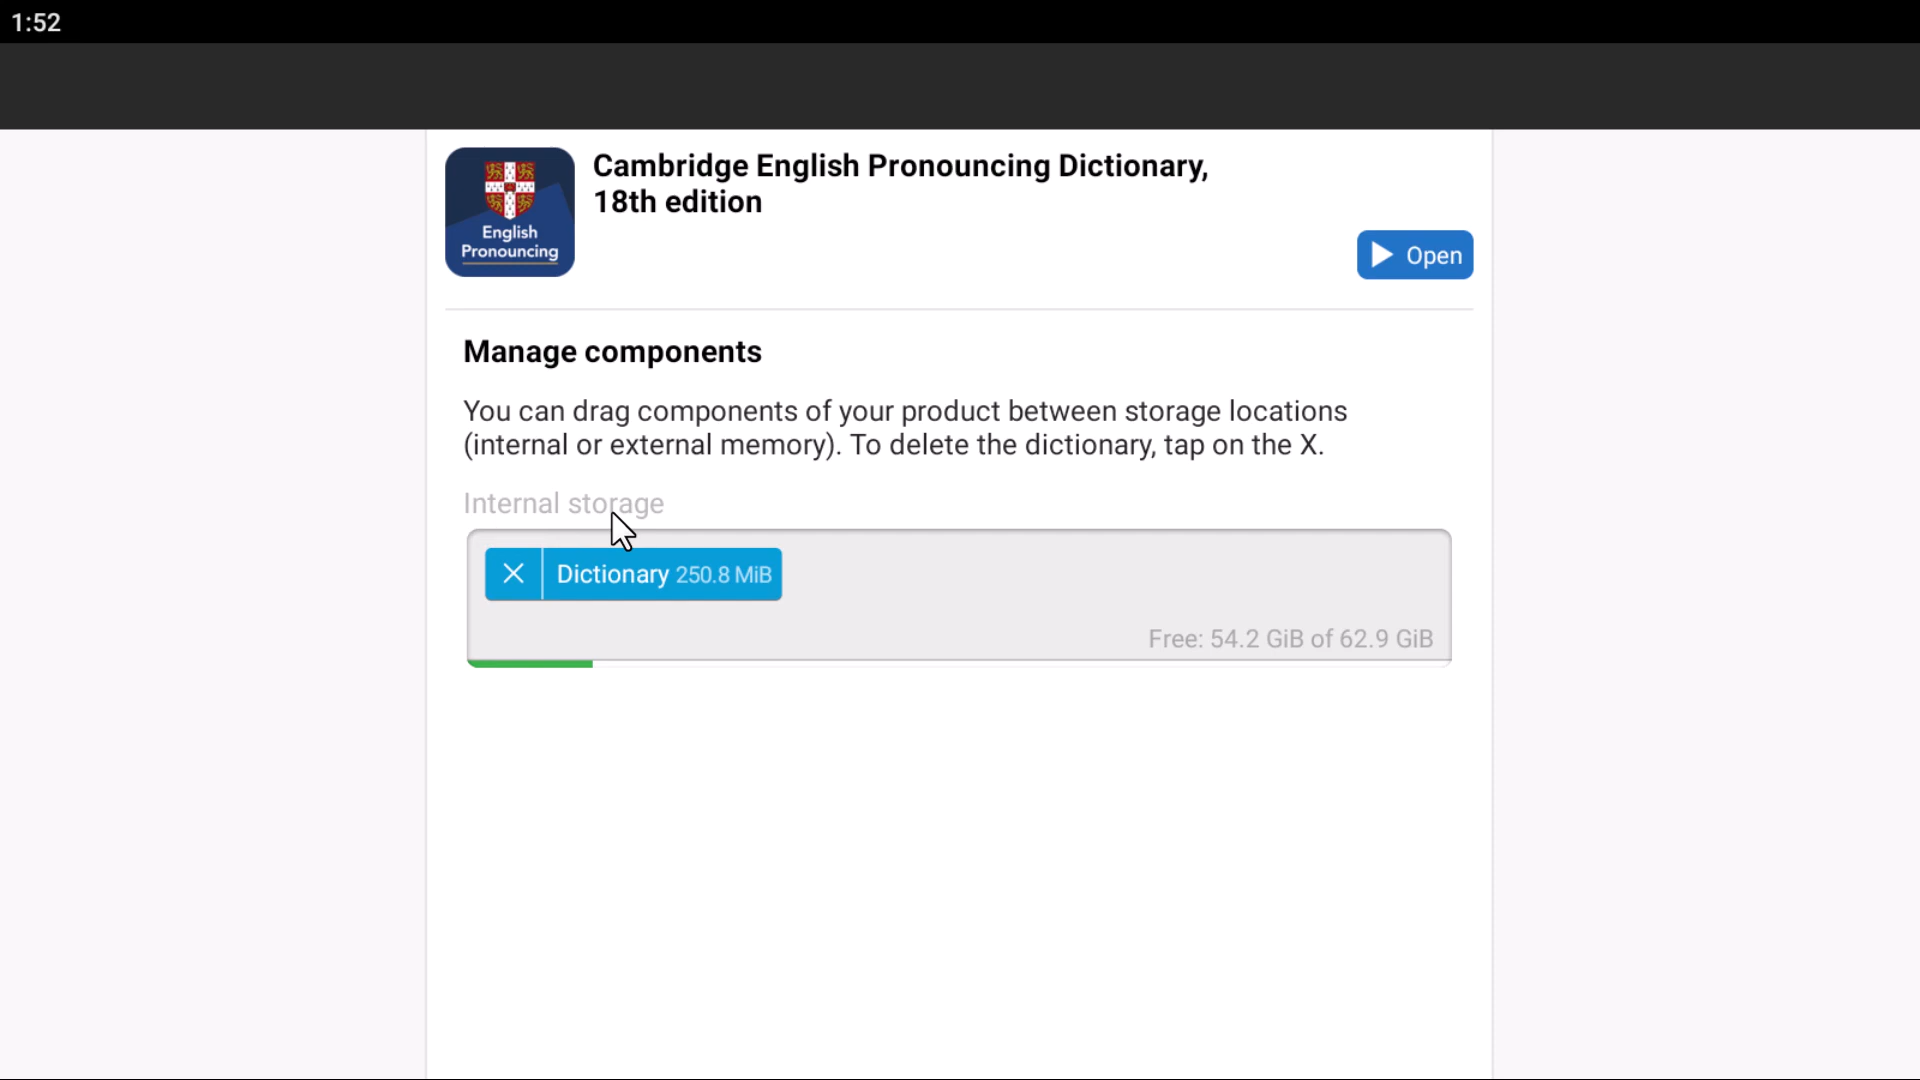 1:52
English
Pronouncing
Cambridge English Pronouncing Dictionary,
18th edition
Open
Manage components
You can drag components of your product between storage locations
(internal or external memory). To delete the dictionary, tap on the X.
Internal storage
Dictionary 250.8 MiB
Free: 54.2 GiB of 62.9 GiB